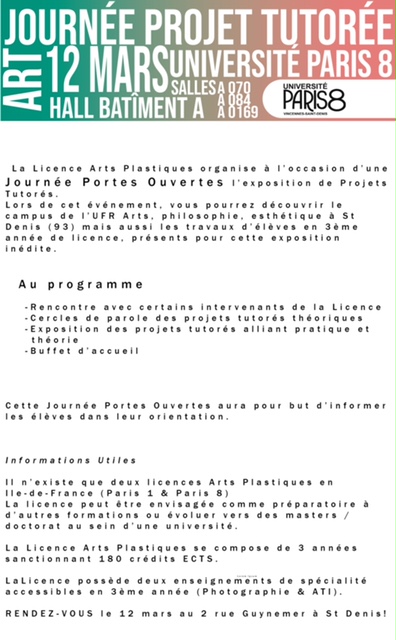 ART
JOURNÉE PROJET TUTORÉE
12 MARS UNIVERSITÉ PARIS 8
HALL BATÎMENT A SALLES A 070
A 084
A 0169
UNIVERSITÉ
PARIS8
VINCENNES-SAINT-DENIS
La Licence Arts Plastiques organise à l'occasion d'une
Journée Portes Ouvertes l'exposition de Projets
Tutorés.
Lors de cet événement, vous pourrez découvrir le
campus de l'UFR Arts, philosophie, esthétique à St
Denis (93) mais aussi les travaux d'élèves en 3ème
année de licence, présents pour cette exposition
inédite.
Au programme
-Rencontre avec certains intervenants de la Licence
-Cercles de parole des projets tutorés théoriques
-Exposition des projets tutorés alliant pratique et
théorie
-Buffet d'accueil
Cette Journée Portes Ouvertes aura pour but d'informer
les élèves dans leur orientation.
Informations Utiles
Il n'existe que deux licences Arts Plastiques en
Ile-de-France (Paris 1 & Paris 8)
La licence peut être envisagée comme préparatoire à
d'autres formations ou évoluer vers des masters /
doctorat au sein d'une université.
La Licence Arts Plastiques se compose de 3 années
sanctionnant 180 crédits ECTS.
LaLicence possède deux enseignements de spécialité
accessibles en 3ème année (Photographie & ATI).
RENDEZ-VOUS le 12 mars au 2 rue Guynemer à St Denis!